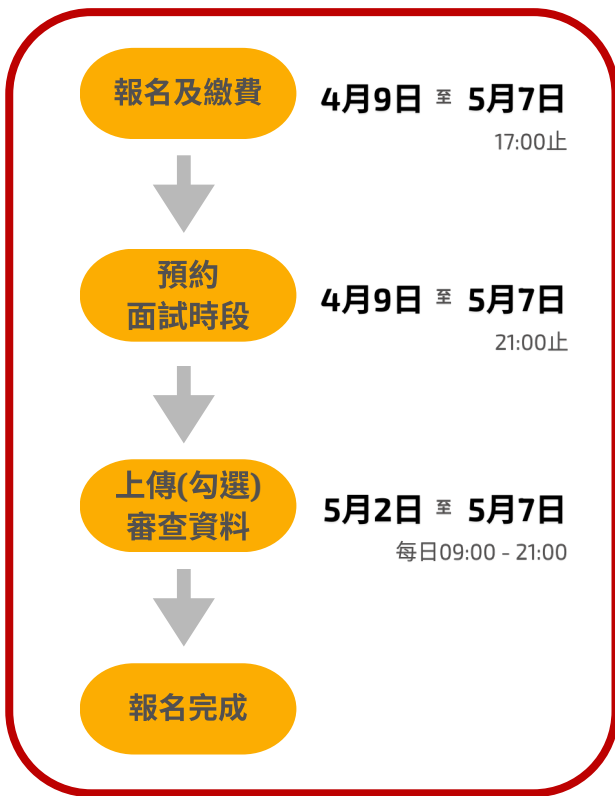 報名及繳費
4月9日 至 5月7日
17:00止
預約
面試時段
4月9日 至 5月7日
21:00止
上傳(勾選)
審查資料
5月2日 至 5月7日
每日09:00 - 21:00
報名完成